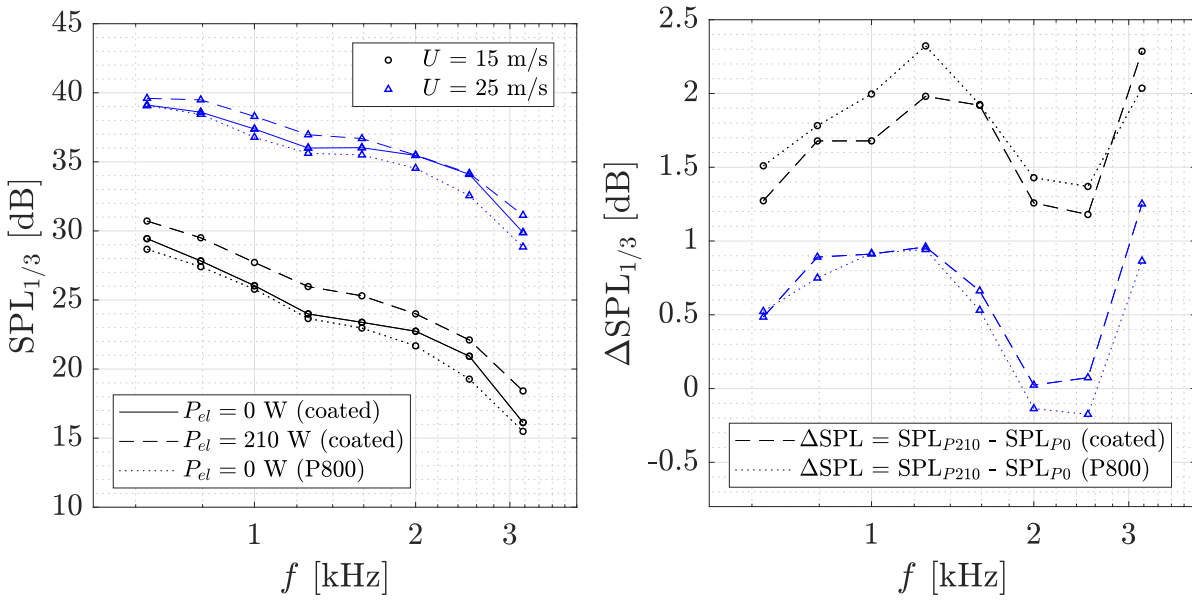 45
40
35
30
25
20
15
10
SPL1/3 [dB]
U = 15 m/s
U = 25 m/s
Pel = 0 W (coated)
Pel = 210 W (coated)
Pel = 0 W (P800)
1
2
3
f [kHz]
2.5
2
1.5
1
0.5
0
-0.5
ΔSPL1/3 [dB]
ΔSPL = SPLP210 - SPLP0 (coated)
ΔSPL = SPLP210 - SPLP0 (P800)
1
2
3
f [kHz]